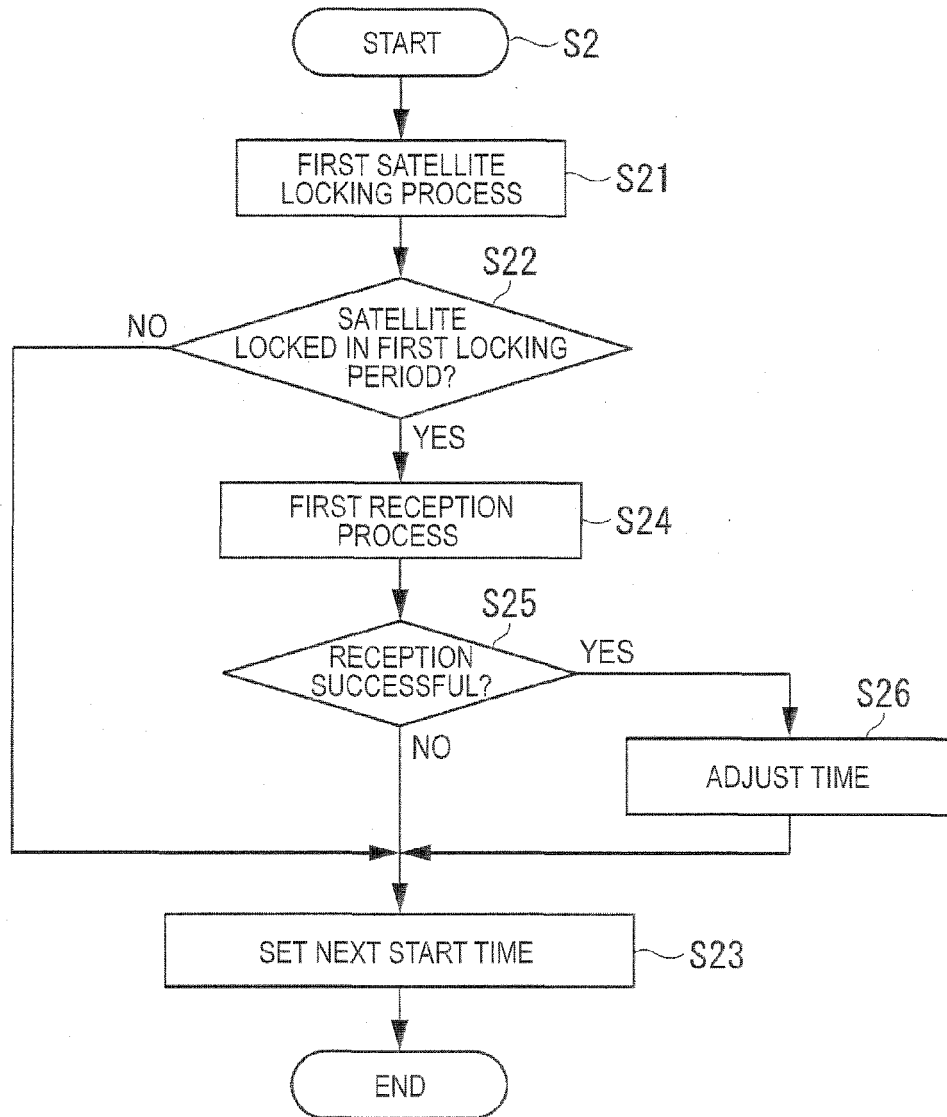 START
S2
FIRST SATELLITE
LOCKING PROCESS
S21
S22
SATELLITE
LOCKED IN FIRST LOCKING
PERIOD?
NO
YES
FIRST RECEPTION
PROCESS
S24
S25
RECEPTION
SUCCESSFUL?
YES
NO
S26
ADJUST TIME
SET NEXT START TIME
S23
END